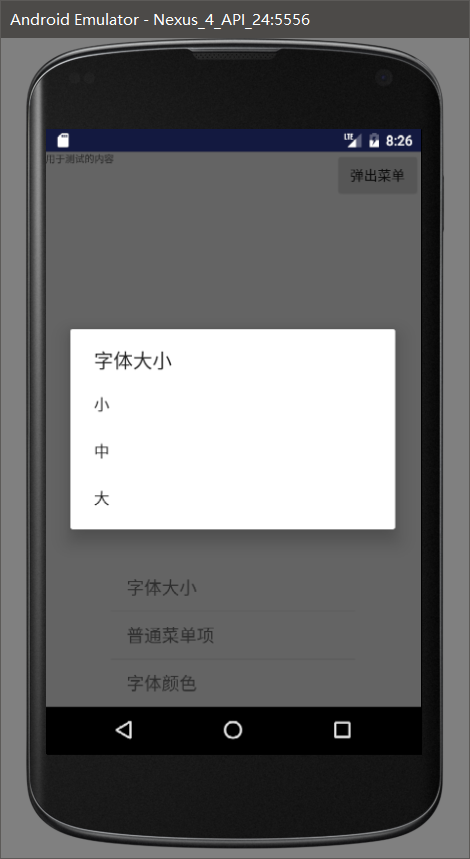 Android Emulator - Nexus_4_API_24:5556
LTE 8:26
用于测试的内容
弹出菜单
字体大小
小
中
大
字体大小
普通菜单项
字体颜色